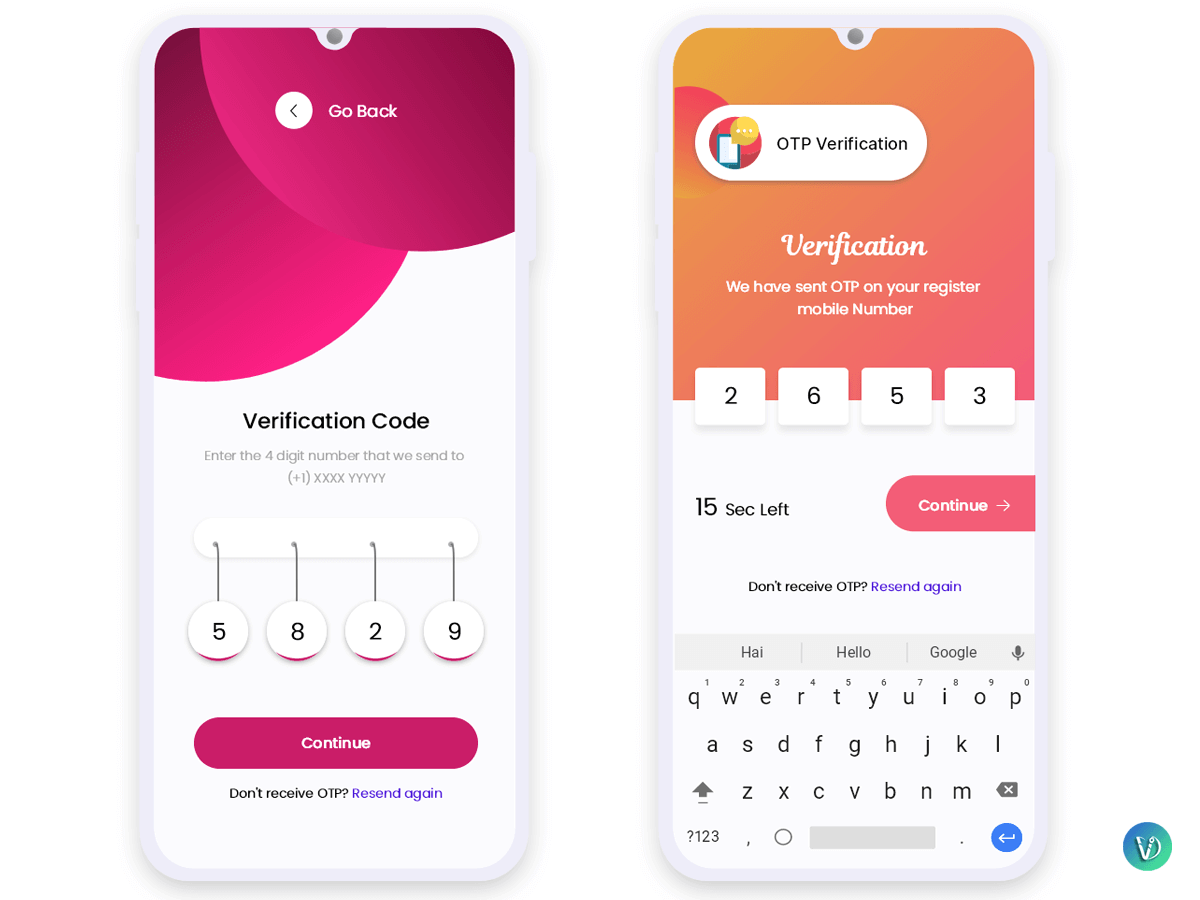 Go Back
Verification Code
Enter the 4 digit number that we send to
(+1) XXXX YYYYY
5 8 2 9
Continue
Don't receive OTP? Resend again
OTP Verification
Verification
We have sent OTP on your register
mobile Number
2 6 5 3
15 Sec Left
Continue
Don't receive OTP? Resend again
Hai Hello Google
1 2 3 4 5 6 7 8 9 0
q w e r t y u i o p
a s d f g h j k l
z x c v b n m
?123 , .